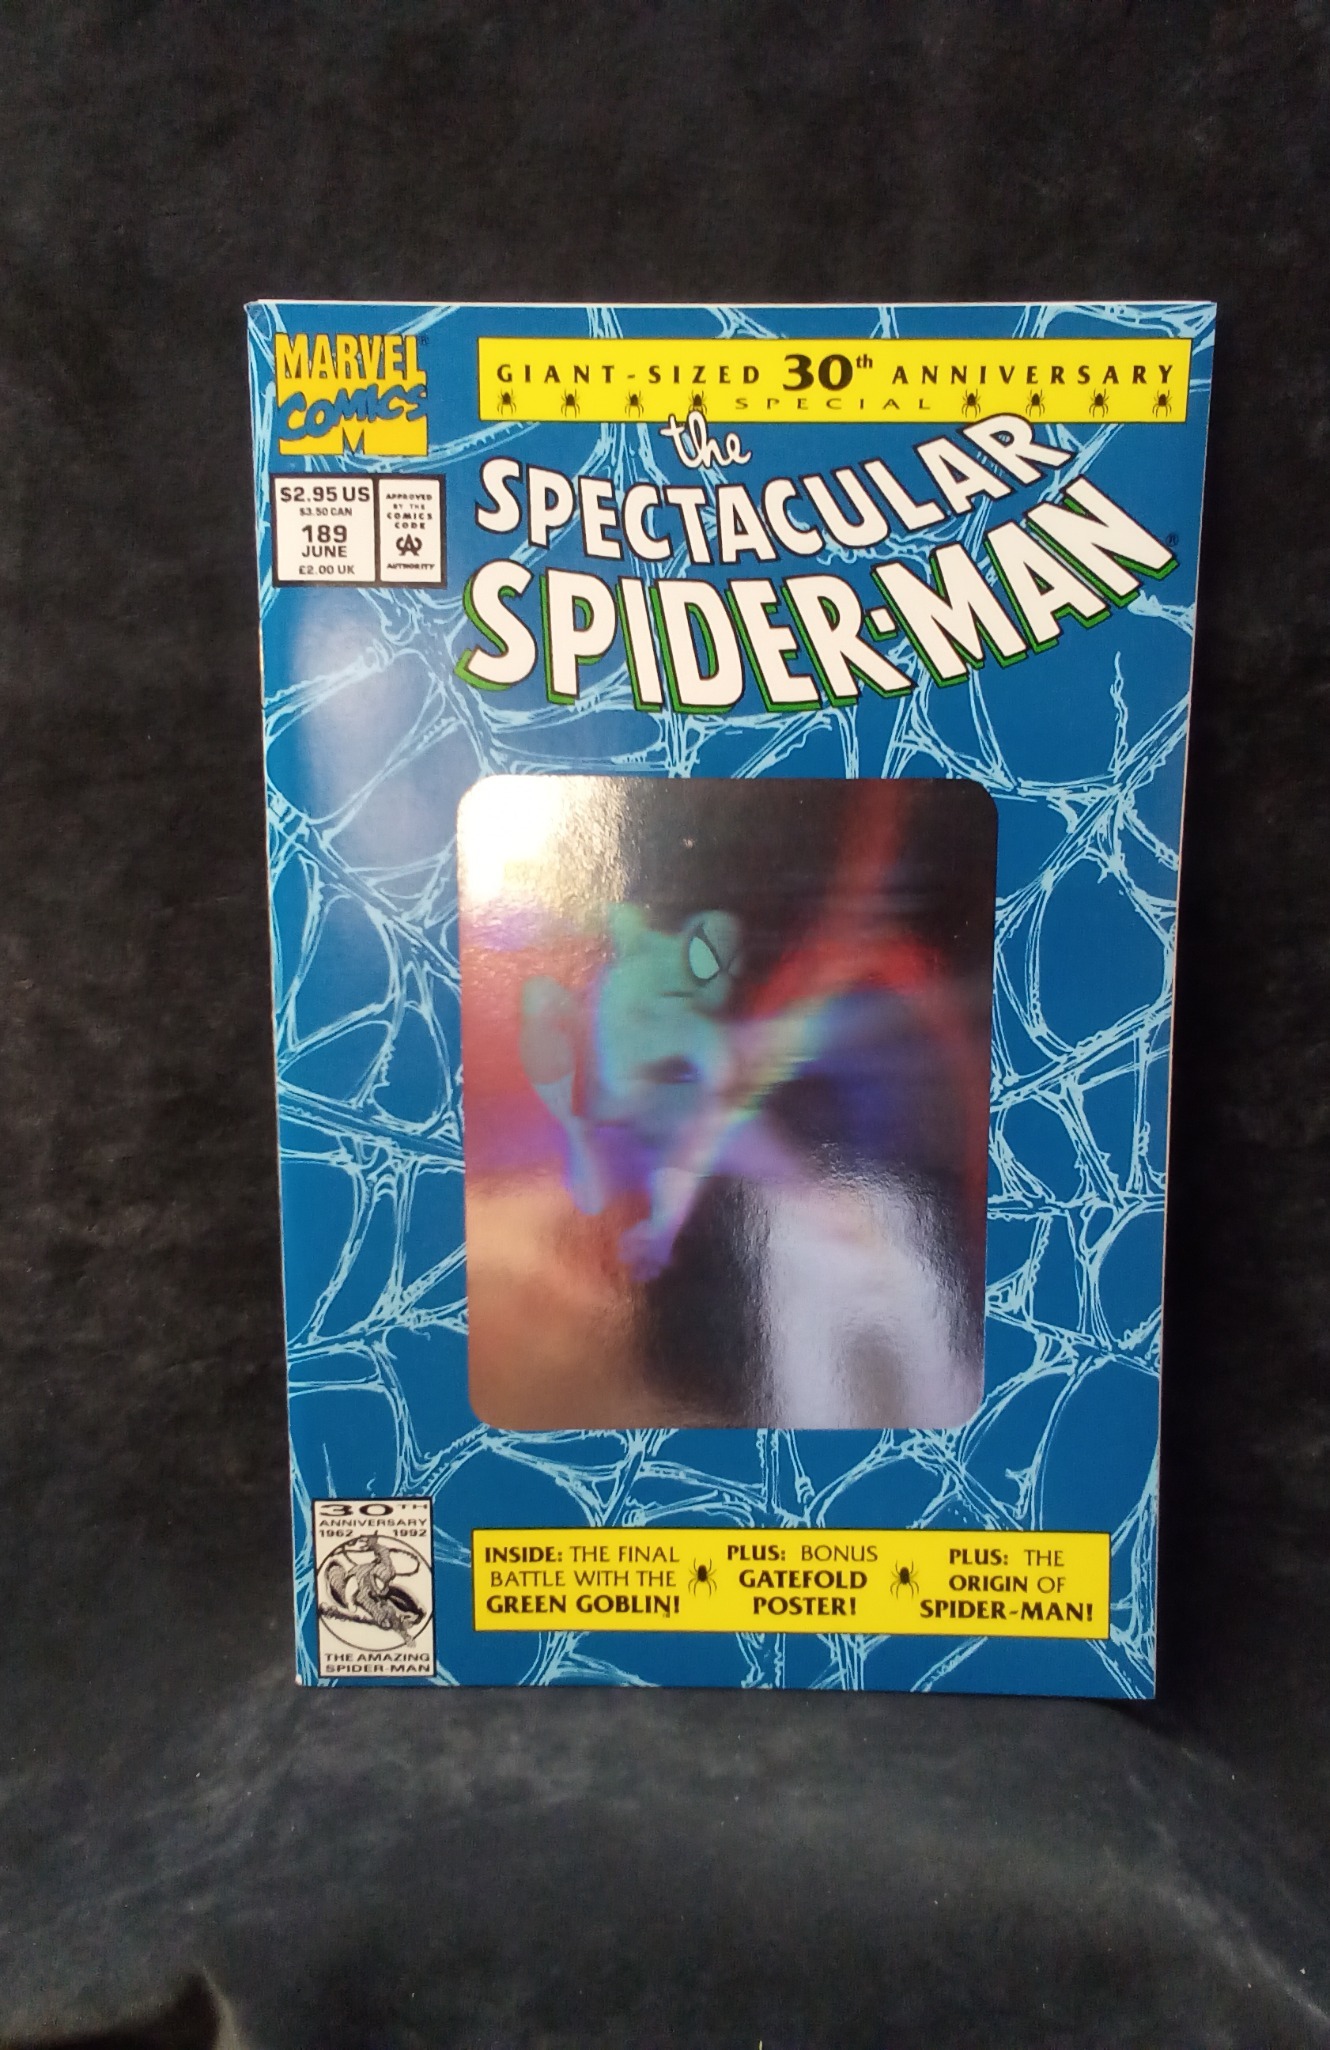 MARVEL
COMICS
M
GIANT-SIZED 30th ANNIVERSARY
SPECIAL
the
SPECTACULAR
SPIDER-MAN
$2.95 US
$3.50 CAN
189
JUNE
£2.00 UK
APPROVED
BY THE
COMICS
CODE
CA
AUTHORITY
30TH
ANNIVERSARY
1962 1992
THE AMAZING
SPIDER-MAN
INSIDE: THE FINAL
BATTLE WITH THE
GREEN GOBLIN!
PLUS: BONUS
GATEFOLD
POSTER!
PLUS: THE
ORIGIN OF
SPIDER-MAN!